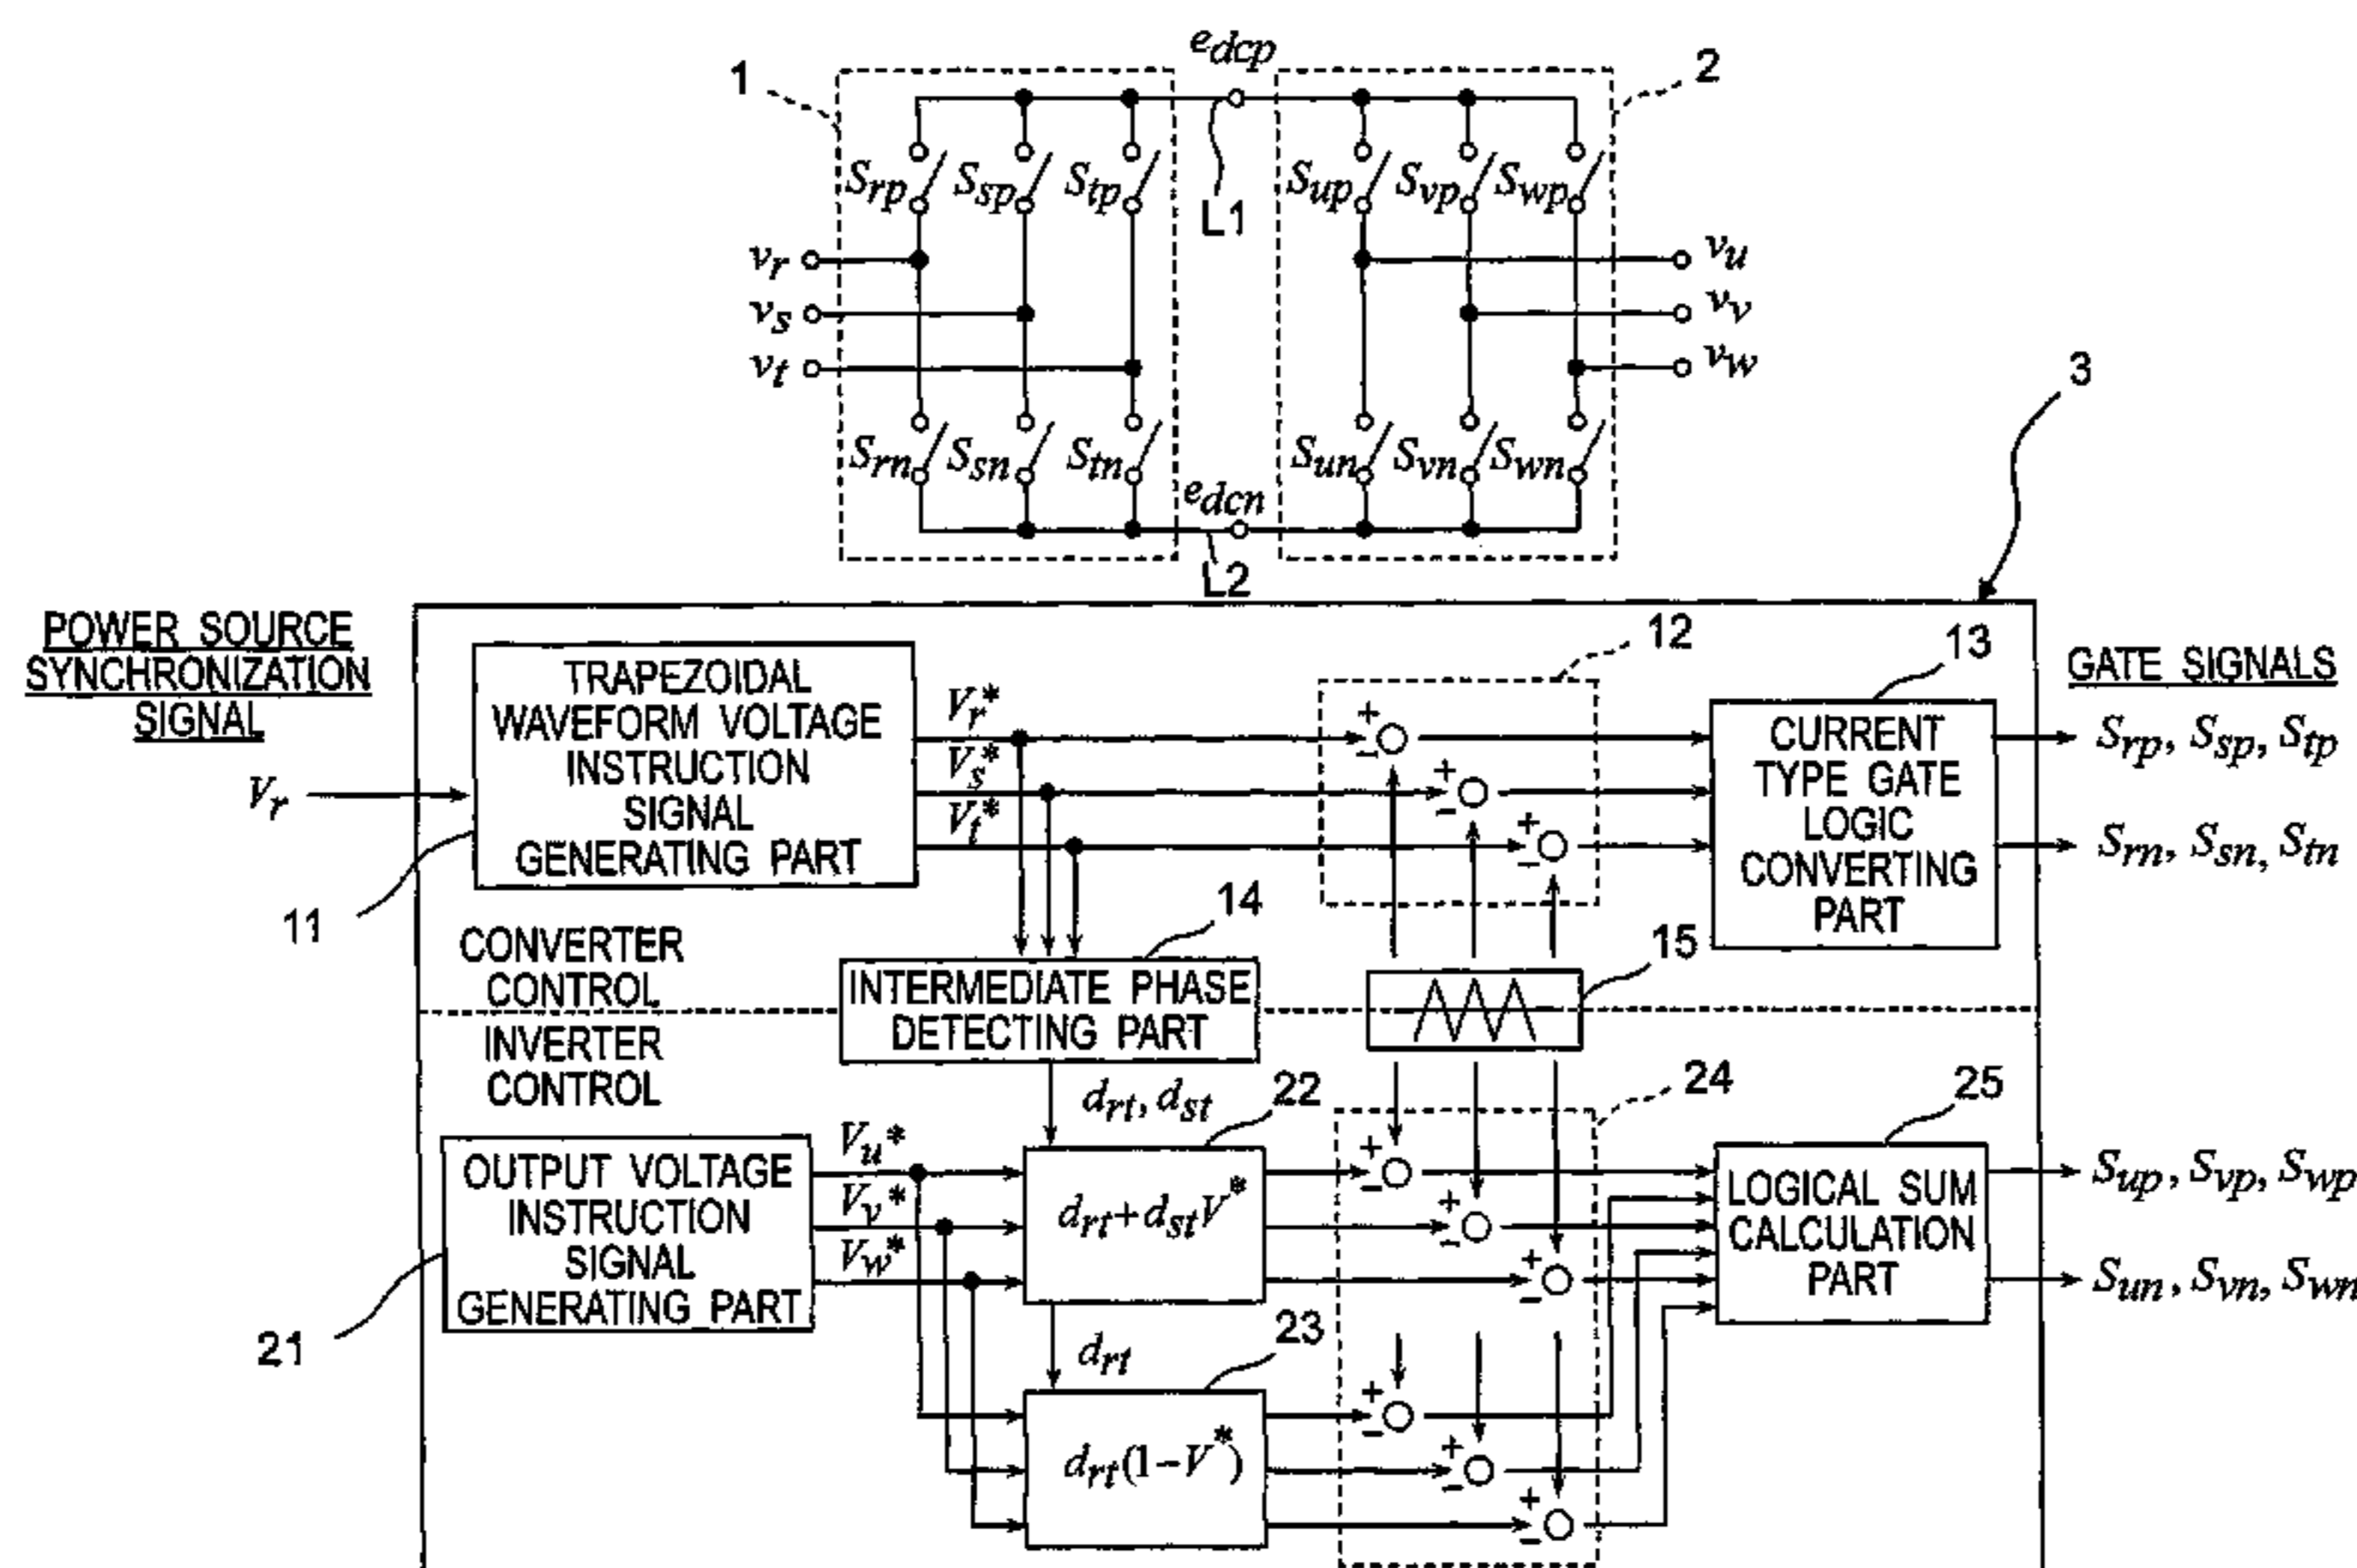 e_dcp
1
2
S_rp S_sp S_tp
S_up S_vp S_wp
L1
v_r
v_s
v_t
v_u
v_v
v_w
S_rn S_sn S_tn
S_un S_vn S_wn
e_dcn
L2
3
POWER SOURCE
SYNCHRONIZATION
SIGNAL
V_r
11
TRAPEZOIDAL
WAVEFORM VOLTAGE
INSTRUCTION
SIGNAL
GENERATING PART
V_r*
V_s*
V_t*
12
+ −
+ −
+ −
13
CURRENT
TYPE GATE
LOGIC
CONVERTING
PART
GATE SIGNALS
S_rp, S_sp, S_tp
S_rn, S_sn, S_tn
CONVERTER
CONTROL
14
INTERMEDIATE PHASE
DETECTING PART
15
INVERTER
CONTROL
d_rt, d_st
22
24
25
OUTPUT VOLTAGE
INSTRUCTION
SIGNAL
GENERATING PART
21
V_u*
V_v*
V_w*
d_rt+d_stV*
+ −
+ −
+ −
LOGICAL SUM
CALCULATION
PART
S_up, S_vp, S_wp
S_un, S_vn, S_wn
d_rt
23
d_rt(1−V*)
+ −
+ −
+ −